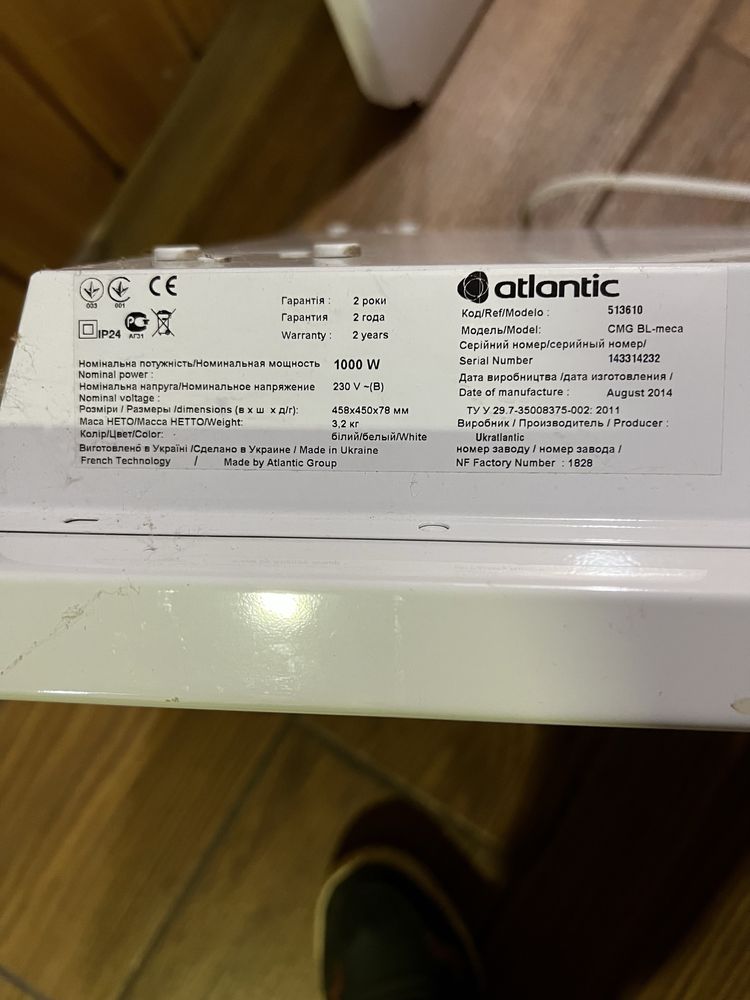 003 001 CE
IP24 АГ31
Гарантія : 2 роки
Гарантия 2 года
Warranty : 2 years
Номінальна потужність/Номинальная мощность 1000 W
Nominal power :
Номінальна напруга/Номинальное напряжение 230 V ~(В)
Nominal voltage :
Розміри / Размеры /dimensions (в х ш х д/г): 458x450x78 мм
Маса НЕТО/Масса НЕТТО/Weight: 3,2 кг
Колір/Цвет/Color: білий/белый/White
Виготовлено в Україні /Сделано в Украине / Made in Ukraine
French Technology / Made by Atlantic Group
atlantic
Код/Ref/Modelo : 513610
Модель/Model: CMG BL-meca
Серійний номер/серийный номер/
Serial Number 143314232
Дата виробництва /дата изготовления /
Date of manufacture : August 2014
ТУ У 29.7-35008375-002: 2011
Виробник / Производитель / Producer :
Ukratlantic
номер заводу / номер завода /
NF Factory Number : 1828